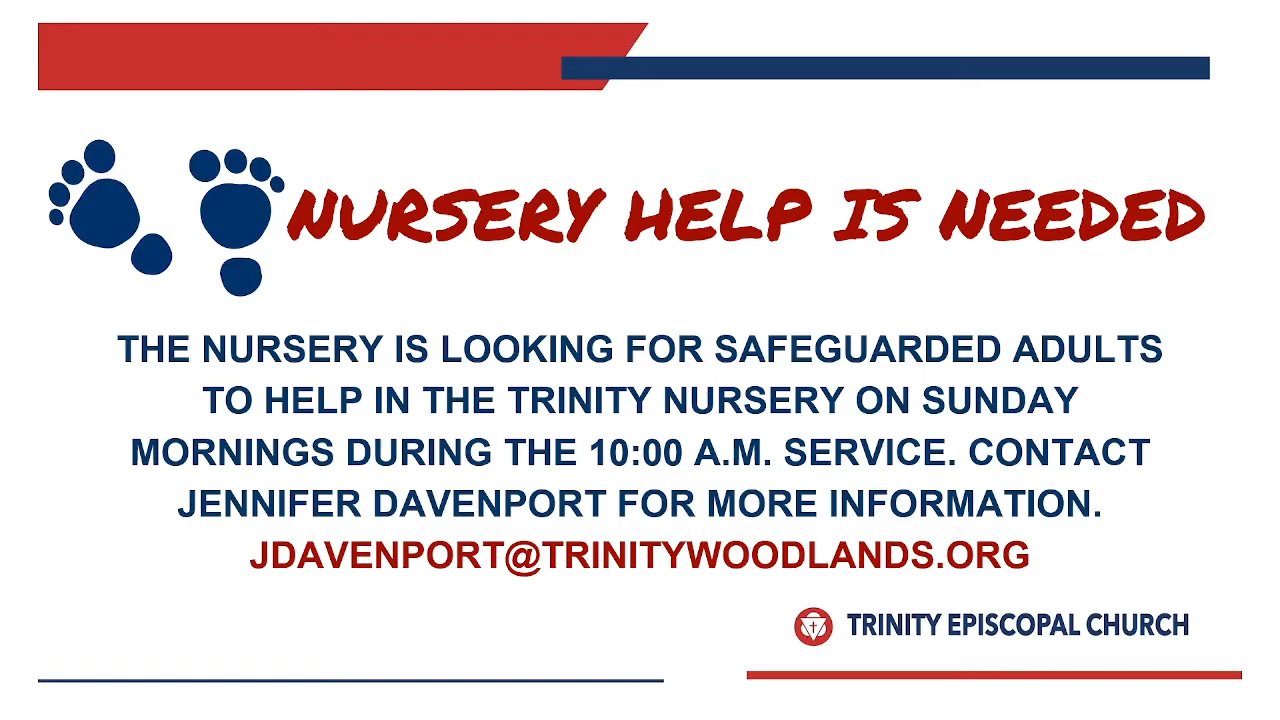 NURSERY HELP IS NEEDED
THE NURSERY IS LOOKING FOR SAFEGUARDED ADULTS
TO HELP IN THE TRINITY NURSERY ON SUNDAY
MORNINGS DURING THE 10:00 A.M. SERVICE. CONTACT
JENNIFER DAVENPORT FOR MORE INFORMATION.
JDAVENPORT@TRINITYWOODLANDS.ORG
TRINITY EPISCOPAL CHURCH